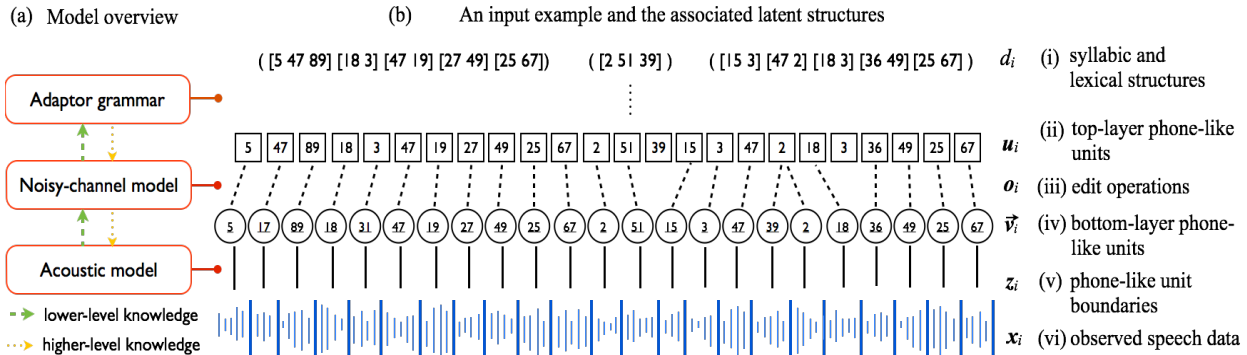 (a) Model overview
(b) An input example and the associated latent structures
( [5 47 89] [18 3] [47 19] [27 49] [25 67]) ( [2 51 39] ) ( [15 3] [47 2] [18 3] [36 49] [25 67] ) dᵢ (i) syllabic and
lexical structures
Adaptor grammar
5 47 89 18 3 47 19 27 49 25 67 2 51 39 15 3 47 2 18 3 36 49 25 67 uᵢ (ii) top-layer phone-like
units
Noisy-channel model
oᵢ (iii) edit operations
5 17 89 18 31 47 19 27 49 25 67 2 51 15 3 47 39 2 18 36 49 25 67 v⃗ᵢ (iv) bottom-layer phone-
like units
Acoustic model
zᵢ (v) phone-like unit
boundaries
lower-level knowledge
higher-level knowledge
xᵢ (vi) observed speech data